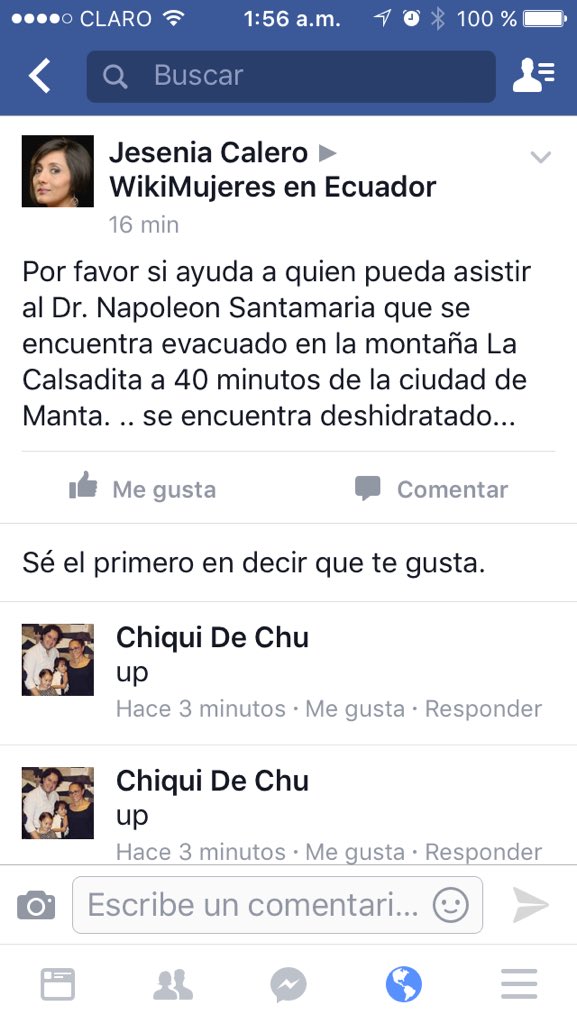 CLARO 1:56 a.m. 100 %
Buscar
Jesenia Calero ▶
WikiMujeres en Ecuador
16 min
Por favor si ayuda a quien pueda asistir
al Dr. Napoleon Santamaria que se
encuentra evacuado en la montaña La
Calsadita a 40 minutos de la ciudad de
Manta. .. se encuentra deshidratado...
Me gusta Comentar
Sé el primero en decir que te gusta.
Chiqui De Chu
up
Hace 3 minutos · Me gusta · Responder
Chiqui De Chu
up
Hace 3 minutos · Me gusta · Responder
Escribe un comentari...